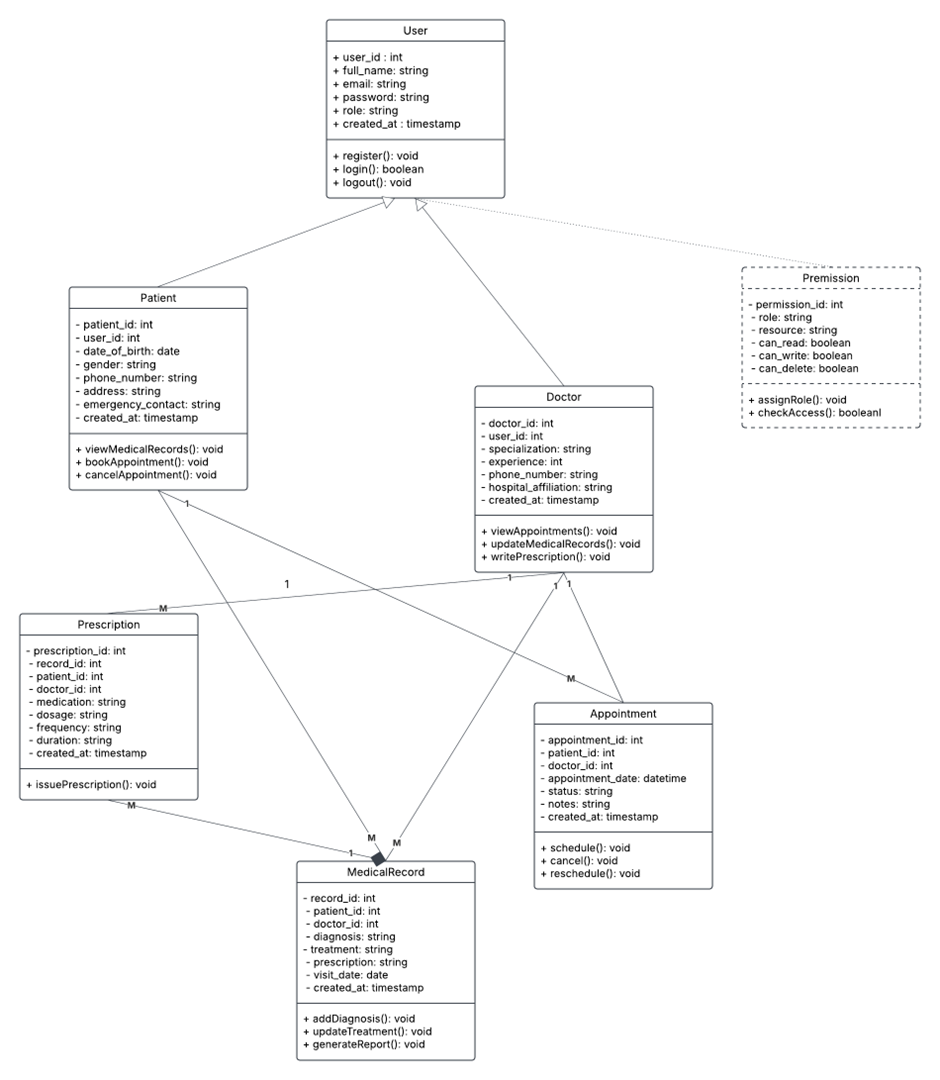 User
+ user_id : int
+ full_name: string
+ email: string
+ password: string
+ role: string
+ created_at : timestamp
+ register(): void
+ login(): boolean
+ logout(): void
Premission
- permission_id: int
- role: string
- resource: string
- can_read: boolean
- can_write: boolean
- can_delete: boolean
+ assignRole(): void
+ checkAccess(): booleanl
Patient
- patient_id: int
- user_id: int
- date_of_birth: date
- gender: string
- phone_number: string
- address: string
- emergency_contact: string
- created_at: timestamp
+ viewMedicalRecords(): void
+ bookAppointment(): void
+ cancelAppointment(): void
Doctor
- doctor_id: int
- user_id: int
- specialization: string
- experience: int
- phone_number: string
- hospital_affiliation: string
- created_at: timestamp
+ viewAppointments(): void
+ updateMedicalRecords(): void
+ writePrescription(): void
1
1
1
1
1
M
Prescription
- prescription_id: int
- record_id: int
- patient_id: int
- doctor_id: int
- medication: string
- dosage: string
- frequency: string
- duration: string
- created_at: timestamp
+ issuePrescription(): void
M
Appointment
- appointment_id: int
- patient_id: int
- doctor_id: int
- appointment_date: datetime
- status: string
- notes: string
- created_at: timestamp
+ schedule(): void
+ cancel(): void
+ reschedule(): void
M
M
M
1
MedicalRecord
- record_id: int
- patient_id: int
- doctor_id: int
- diagnosis: string
- treatment: string
- prescription: string
- visit_date: date
- created_at: timestamp
+ addDiagnosis(): void
+ updateTreatment(): void
+ generateReport(): void